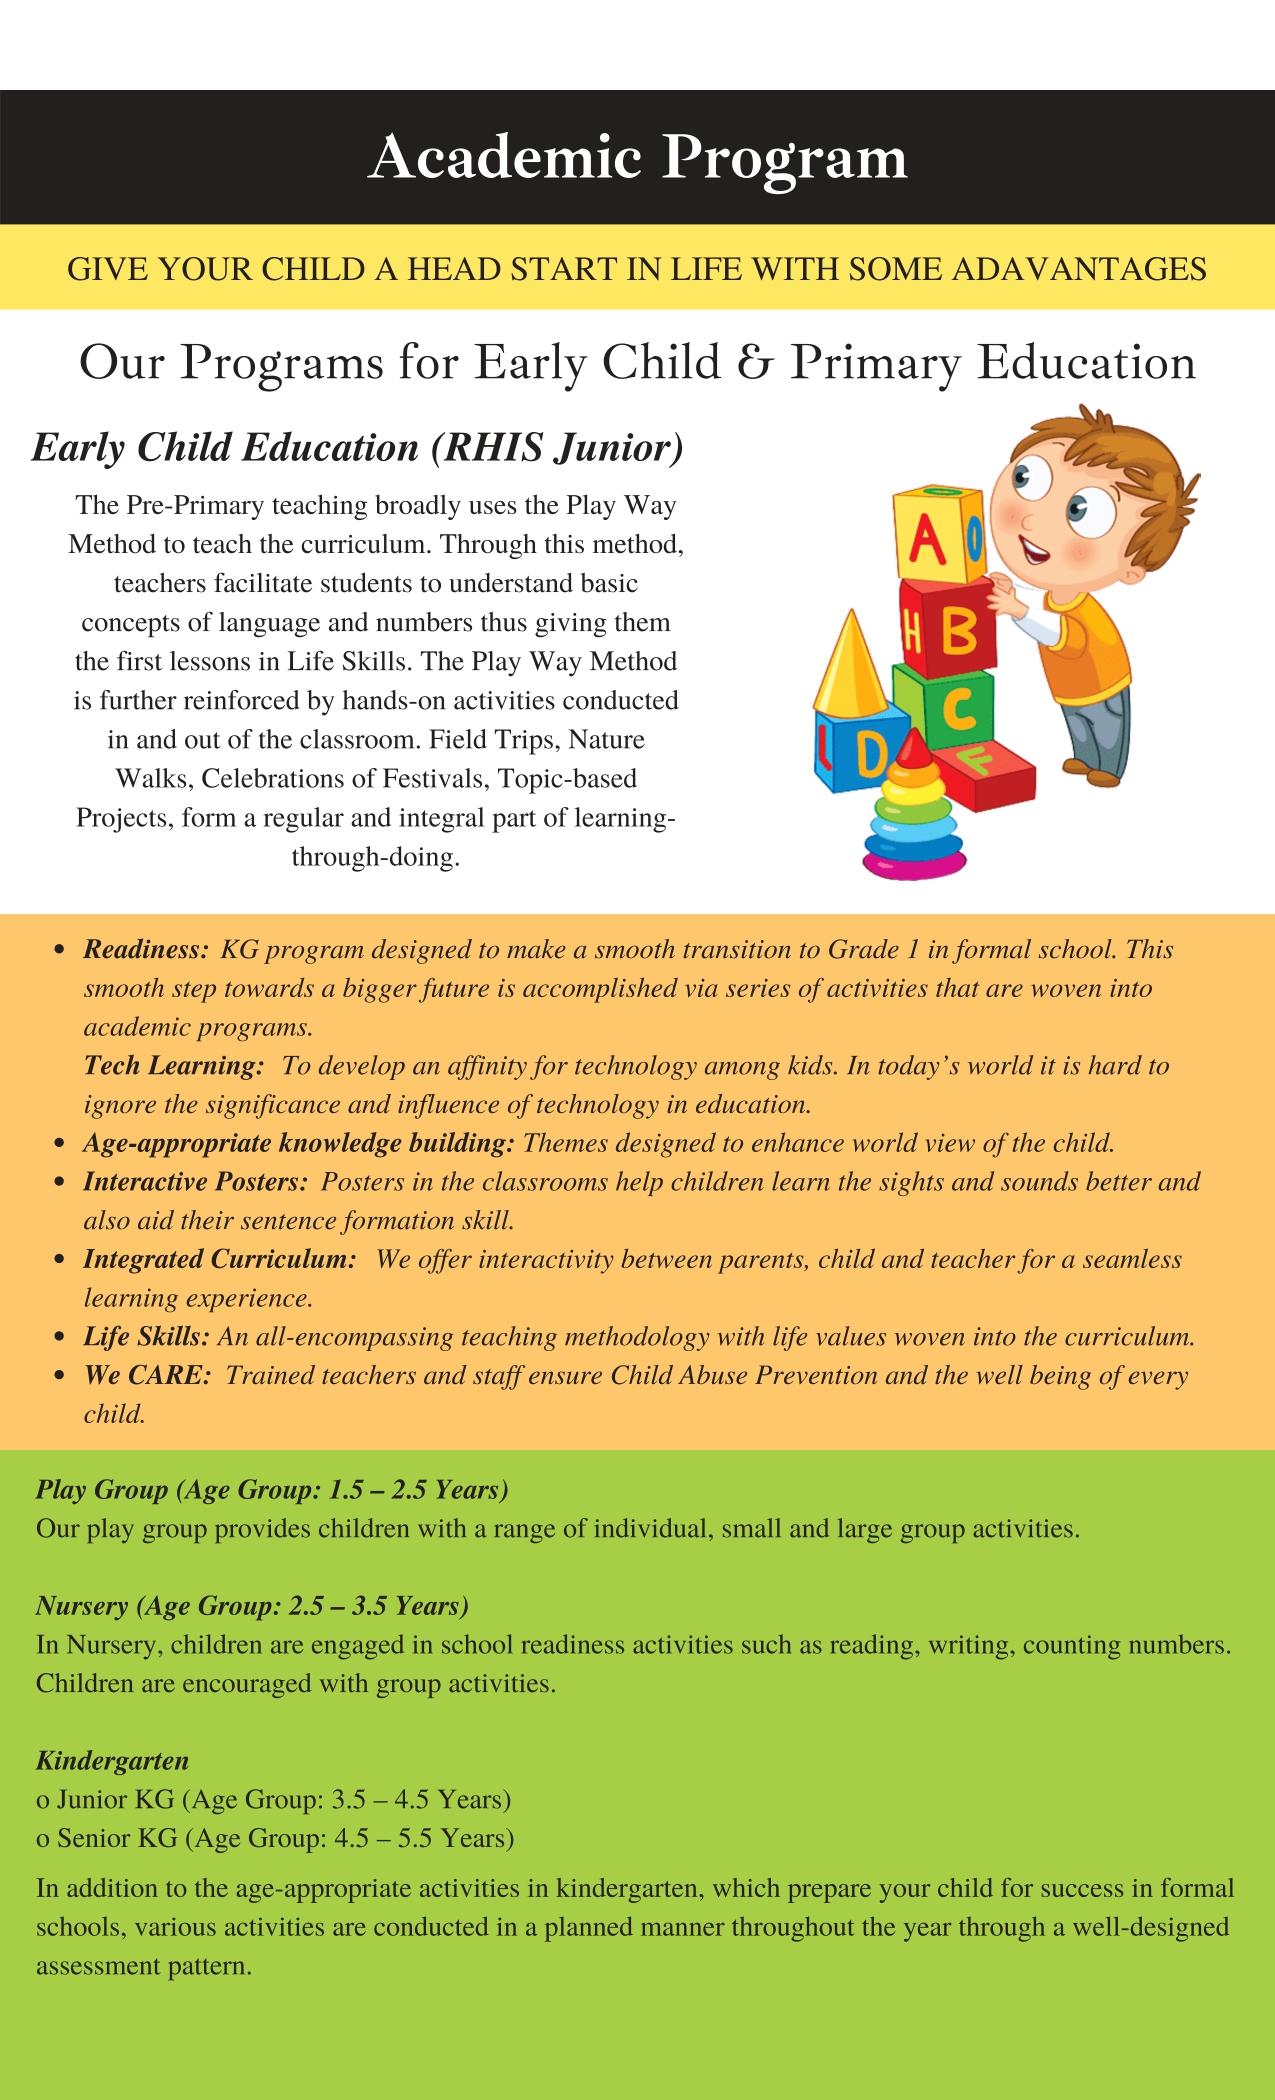 Academic Program
GIVE YOUR CHILD A HEAD START IN LIFE WITH SOME ADAVANTAGES
Our Programs for Early Child & Primary Education
Early Child Education (RHIS Junior)
The Pre-Primary teaching broadly uses the Play Way
Method to teach the curriculum. Through this method,
teachers facilitate students to understand basic
concepts of language and numbers thus giving them
the first lessons in Life Skills. The Play Way Method
is further reinforced by hands-on activities conducted
in and out of the classroom. Field Trips, Nature
Walks, Celebrations of Festivals, Topic-based
Projects, form a regular and integral part of learning-
through-doing.
A O
H B
C
L D
F
• Readiness: KG program designed to make a smooth transition to Grade 1 in formal school. This
smooth step towards a bigger future is accomplished via series of activities that are woven into
academic programs.
Tech Learning: To develop an affinity for technology among kids. In today's world it is hard to
ignore the significance and influence of technology in education.
• Age-appropriate knowledge building: Themes designed to enhance world view of the child.
• Interactive Posters: Posters in the classrooms help children learn the sights and sounds better and
also aid their sentence formation skill.
• Integrated Curriculum: We offer interactivity between parents, child and teacher for a seamless
learning experience.
• Life Skills: An all-encompassing teaching methodology with life values woven into the curriculum.
• We CARE: Trained teachers and staff ensure Child Abuse Prevention and the well being of every
child.
Play Group (Age Group: 1.5 – 2.5 Years)
Our play group provides children with a range of individual, small and large group activities.
Nursery (Age Group: 2.5 – 3.5 Years)
In Nursery, children are engaged in school readiness activities such as reading, writing, counting numbers.
Children are encouraged with group activities.
Kindergarten
o Junior KG (Age Group: 3.5 – 4.5 Years)
o Senior KG (Age Group: 4.5 – 5.5 Years)
In addition to the age-appropriate activities in kindergarten, which prepare your child for success in formal
schools, various activities are conducted in a planned manner throughout the year through a well-designed
assessment pattern.